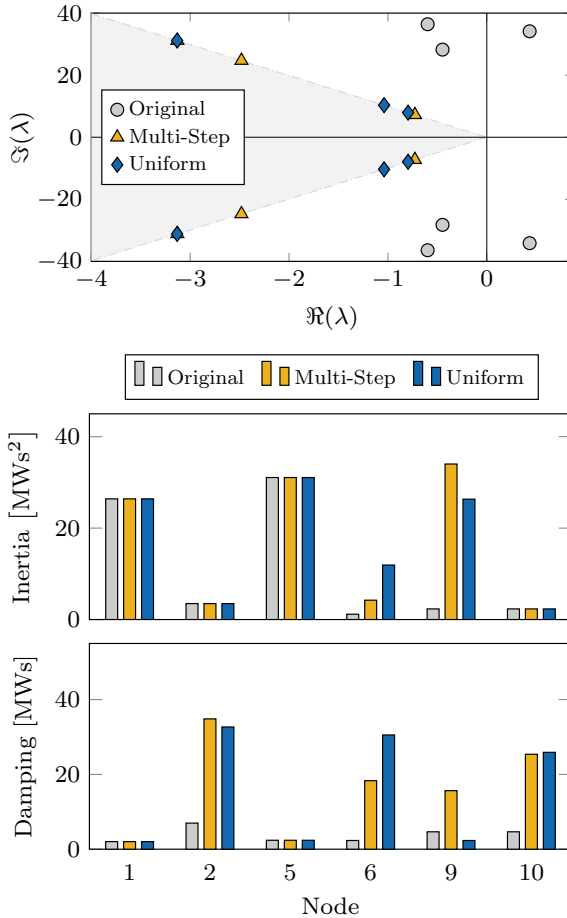 40
20
0
−20
−40
ℑ(λ)
Original
Multi-Step
Uniform
−4 −3 −2 −1 0
ℜ(λ)
Original Multi-Step Uniform
40
20
0
Inertia [MWs²]
40
20
0
Damping [MWs]
1 2 5 6 9 10
Node